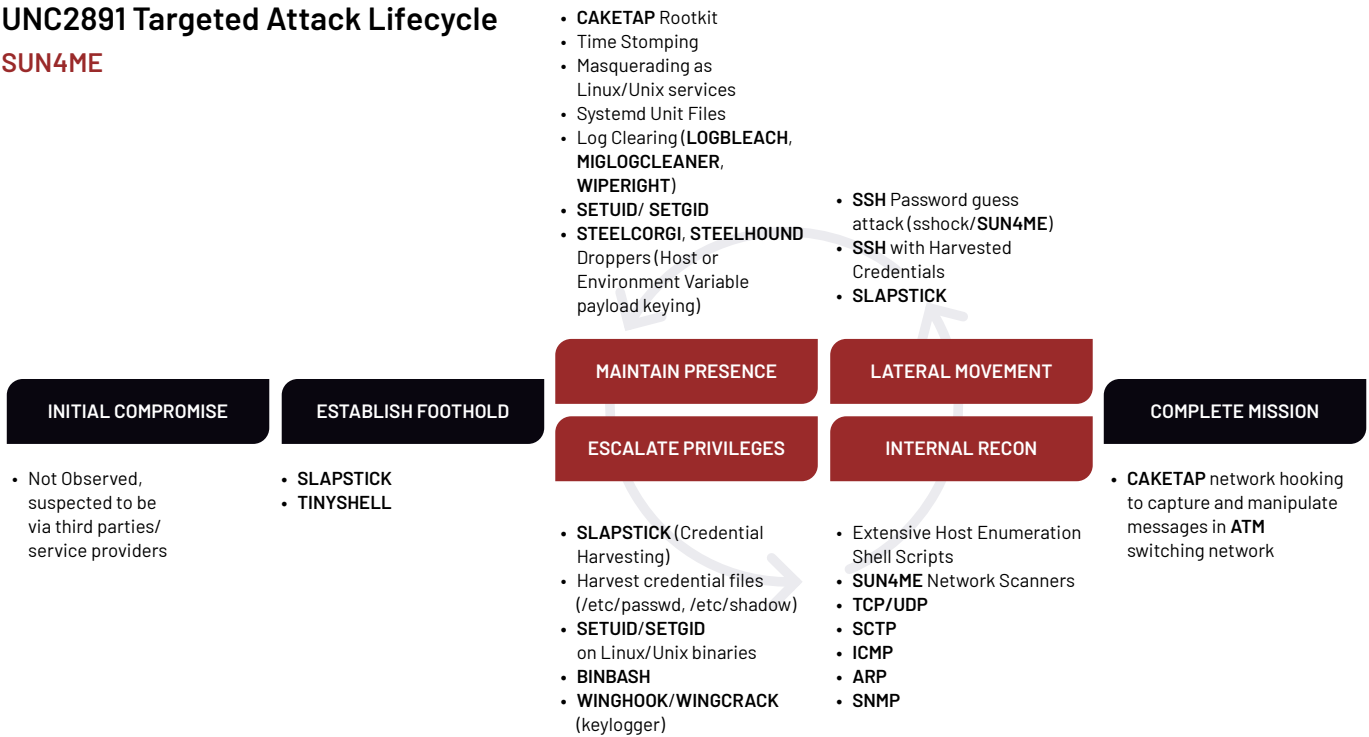 UNC2891 Targeted Attack Lifecycle
SUN4ME
• CAKETAP Rootkit
• Time Stomping
• Masquerading as
Linux/Unix services
• Systemd Unit Files
• Log Clearing (LOGBLEACH,
MIGLOGCLEANER,
WIPERIGHT)
• SETUID/ SETGID
• STEELCORGI, STEELHOUND
Droppers (Host or
Environment Variable
payload keying)
• SSH Password guess
attack (sshock/SUN4ME)
• SSH with Harvested
Credentials
• SLAPSTICK
MAINTAIN PRESENCE
LATERAL MOVEMENT
INITIAL COMPROMISE
ESTABLISH FOOTHOLD
COMPLETE MISSION
ESCALATE PRIVILEGES
INTERNAL RECON
• Not Observed,
suspected to be
via third parties/
service providers
• SLAPSTICK
• TINYSHELL
• SLAPSTICK (Credential
Harvesting)
• Harvest credential files
(/etc/passwd, /etc/shadow)
• SETUID/SETGID
on Linux/Unix binaries
• BINBASH
• WINGHOOK/WINGCRACK
(keylogger)
• Extensive Host Enumeration
Shell Scripts
• SUN4ME Network Scanners
• TCP/UDP
• SCTP
• ICMP
• ARP
• SNMP
• CAKETAP network hooking
to capture and manipulate
messages in ATM
switching network